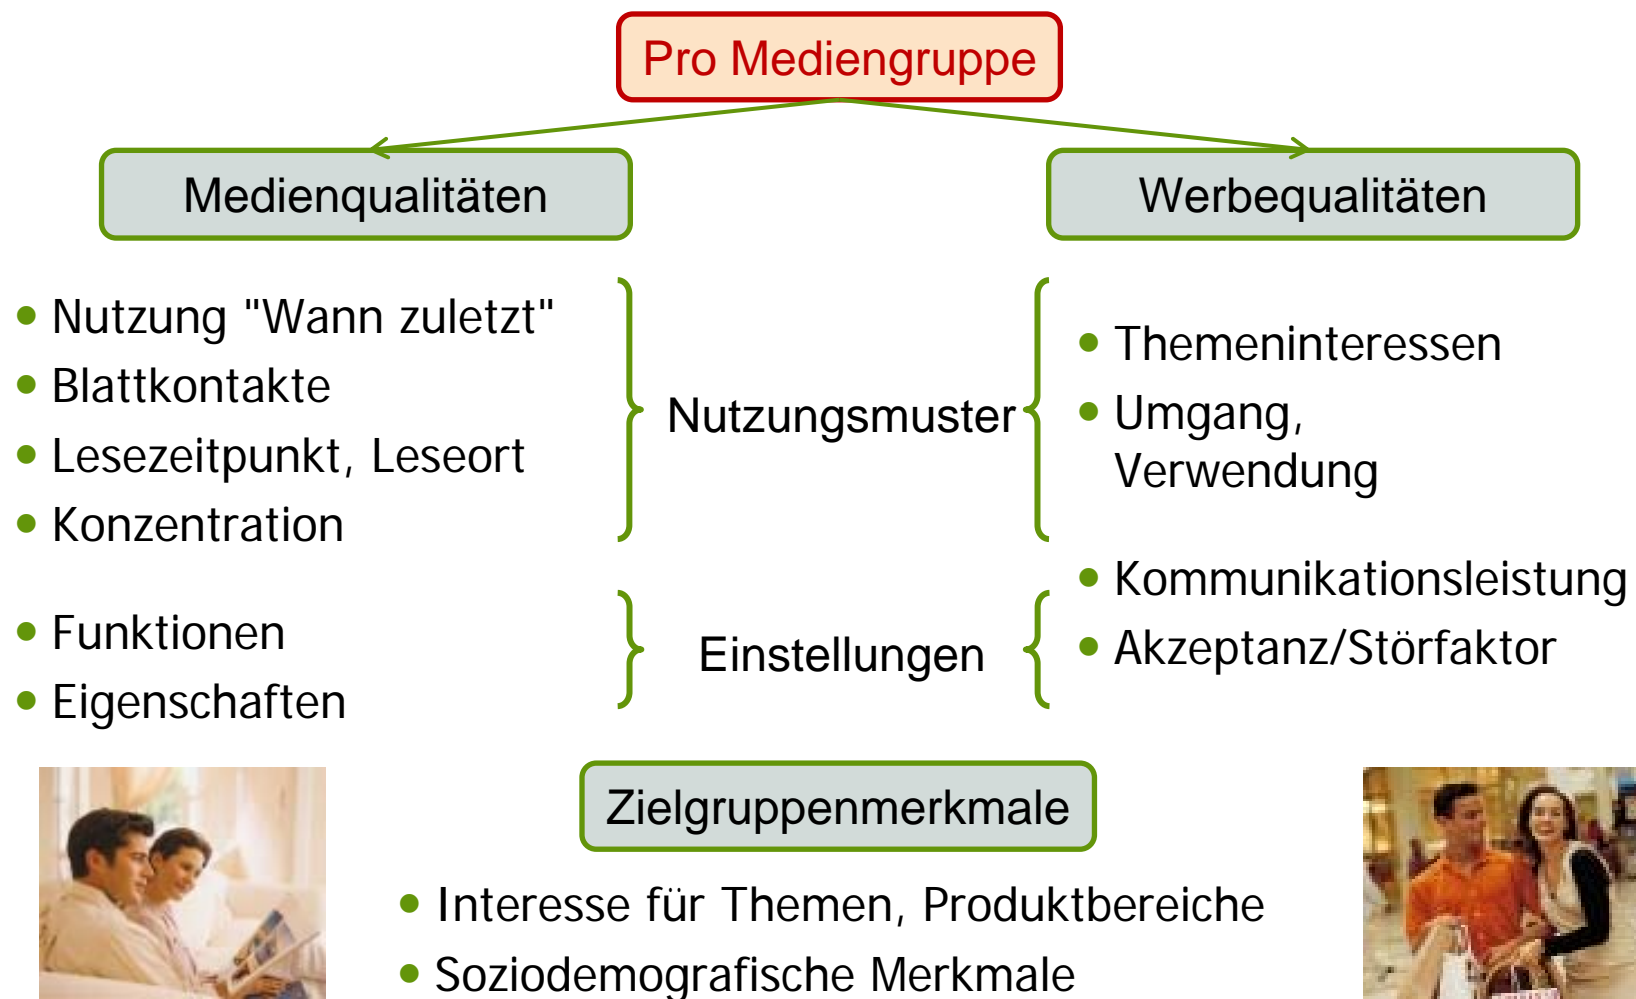 Pro Mediengruppe
Medienqualitäten
Werbequalitäten
• Nutzung "Wann zuletzt"
• Blattkontakte
• Lesezeitpunkt, Leseort
• Konzentration
Nutzungsmuster
• Themeninteressen
• Umgang,
Verwendung
• Funktionen
• Eigenschaften
Einstellungen
• Kommunikationsleistung
• Akzeptanz/Störfaktor
Zielgruppenmerkmale
• Interesse für Themen, Produktbereiche
• Soziodemografische Merkmale